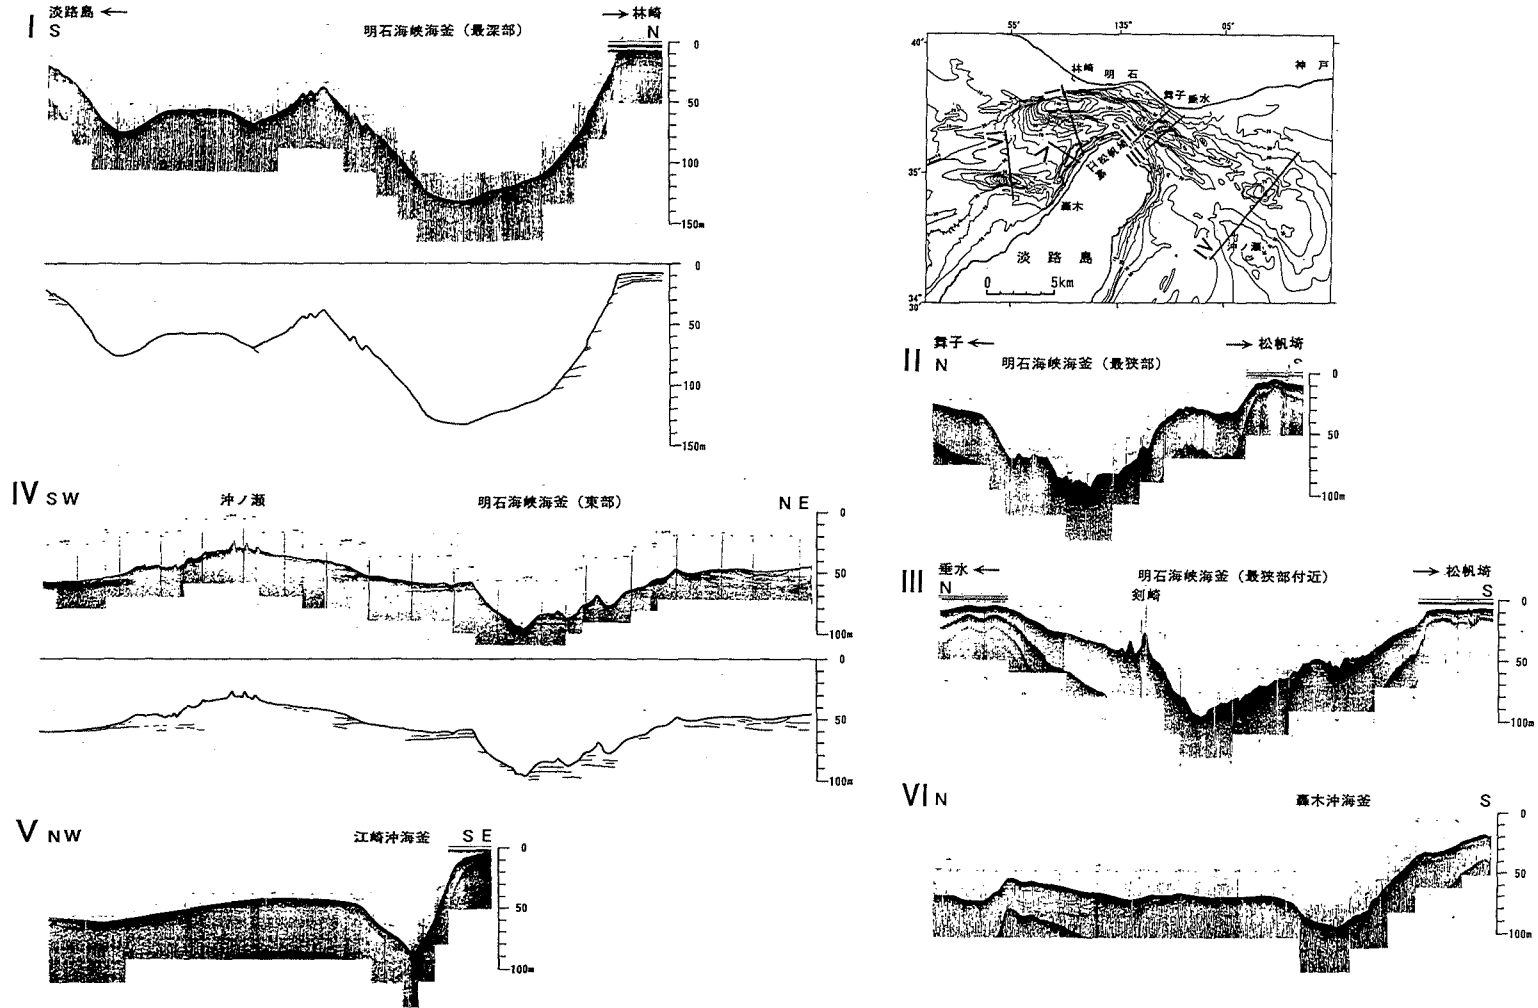 I
淡路島 ←
→ 林崎
S
明石海峡海釜（最深部）
N
0
50
100
150m
0
50
100
150m
55′
135°
05′
40′
林崎
明石
神戸
舞子
垂水
松帆埼
35′
轟木
IV
沖ノ瀬
淡路島
0 5km
34°
30′
II
舞子 ←
→ 松帆埼
N
明石海峡海釜（最狭部）
S
0
50
100m
IV SW
沖ノ瀬
明石海峡海釜（東部）
NE
0
50
100m
0
50
100m
III
垂水 ←
明石海峡海釜（最狭部付近）
→ 松帆埼
N
剣崎
S
0
50
100m
V NW
江崎沖海釜
SE
0
50
100m
VI N
轟木沖海釜
S
0
50
100m